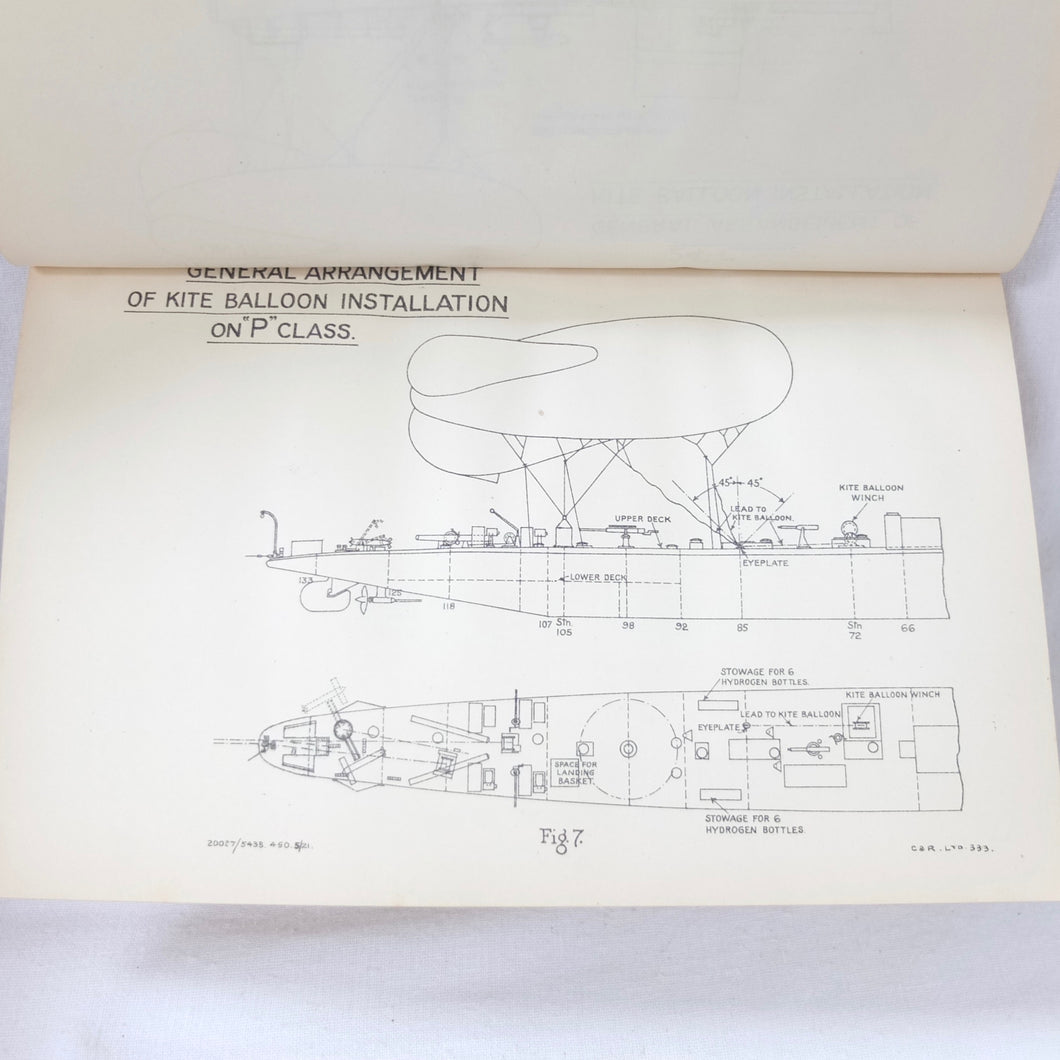 GENERAL ARRANGEMENT
OF KITE BALLOON INSTALLATION
ON "P" CLASS.
45° 45°
KITE BALLOON
WINCH
LEAD TO
KITE BALLOON.
UPPER DECK
EYEPLATE
LOWER DECK
133
125
118
107
Stn.
105
98
92
85
Stn
72
66
STOWAGE FOR 6
HYDROGEN BOTTLES.
KITE BALLOON WINCH
LEAD TO KITE BALLOON
EYEPLATE
SPACE FOR
LANDING
BASKET.
STOWAGE FOR 6
HYDROGEN BOTTLES.
Fig. 7.
20027/5435. 450. 5/21.
C & R. LTD. 333.